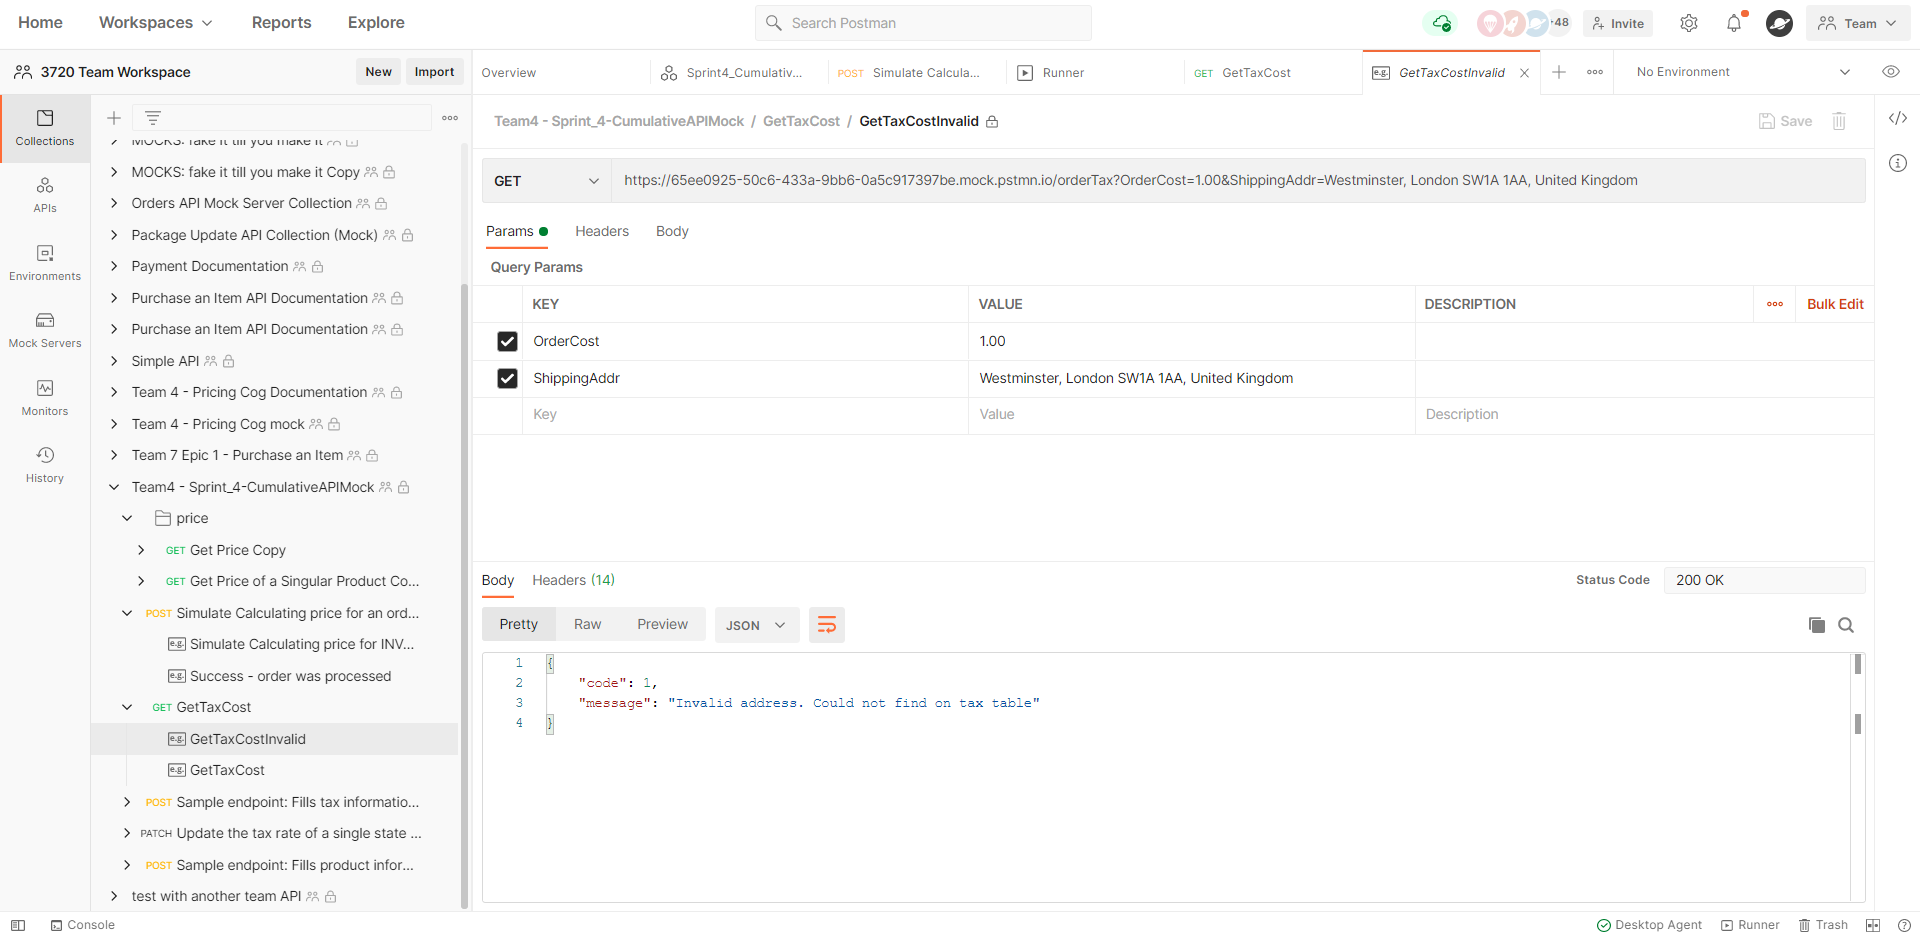 Home
Workspaces
Reports
Explore
Search Postman
+48
Invite
Team
3720 Team Workspace
New
Import
Overview
Sprint4_Cumulativ...
POST Simulate Calcula...
Runner
GET GetTaxCost
e.g. GetTaxCostInvalid
No Environment
Collections
APIs
Environments
Mock Servers
Monitors
History
MOCKS: fake it till you make it
MOCKS: fake it till you make it Copy
Orders API Mock Server Collection
Package Update API Collection (Mock)
Payment Documentation
Purchase an Item API Documentation
Purchase an Item API Documentation
Simple API
Team 4 - Pricing Cog Documentation
Team 4 - Pricing Cog mock
Team 7 Epic 1 - Purchase an Item
Team4 - Sprint_4-CumulativeAPIMock
price
GET Get Price Copy
GET Get Price of a Singular Product Co...
POST Simulate Calculating price for an ord...
e.g. Simulate Calculating price for INV...
e.g. Success - order was processed
GET GetTaxCost
e.g. GetTaxCostInvalid
e.g. GetTaxCost
POST Sample endpoint: Fills tax informatio...
PATCH Update the tax rate of a single state ...
POST Sample endpoint: Fills product infor...
test with another team API
Team4 - Sprint_4-CumulativeAPIMock / GetTaxCost / GetTaxCostInvalid
Save
GET
https://65ee0925-50c6-433a-9bb6-0a5c917397be.mock.pstmn.io/orderTax?OrderCost=1.00&ShippingAddr=Westminster, London SW1A 1AA, United Kingdom
Params
Headers
Body
Query Params
KEY
VALUE
DESCRIPTION
Bulk Edit
OrderCost
1.00
ShippingAddr
Westminster, London SW1A 1AA, United Kingdom
Key
Value
Description
Body
Headers (14)
Status Code
200 OK
Pretty
Raw
Preview
JSON
1 {
2 "code": 1,
3 "message": "Invalid address. Could not find on tax table"
4 }
Console
Desktop Agent
Runner
Trash